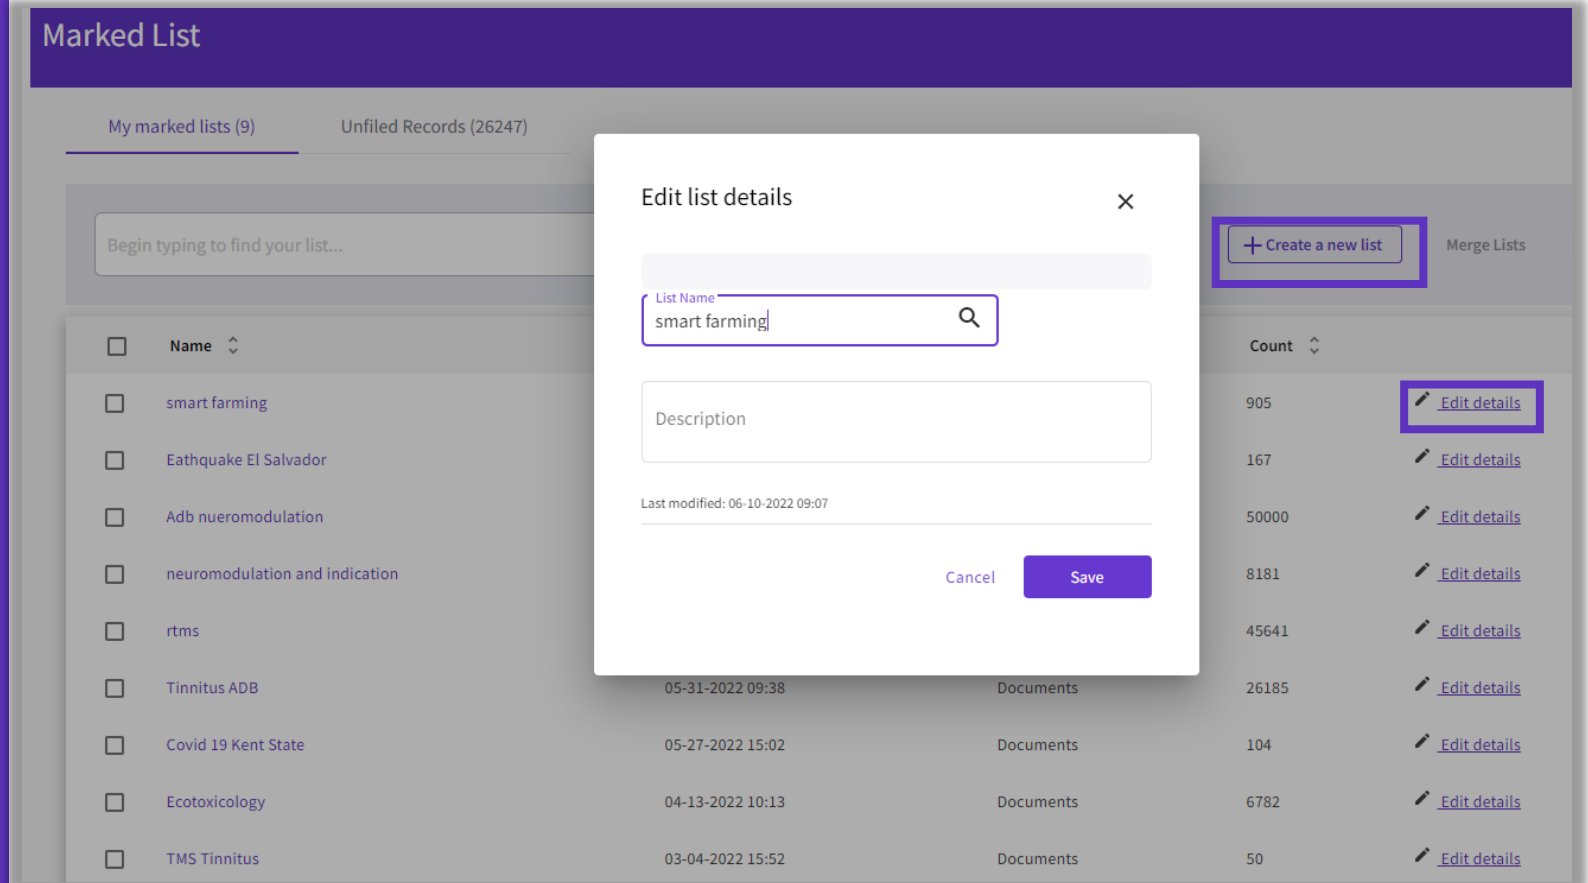 Marked List
My marked lists (9) Unfiled Records (26247)
Begin typing to find your list...
+ Create a new list Merge Lists
Edit list details
List Name
smart farming
Description
Last modified: 06-10-2022 09:07
Cancel Save
Name Count
smart farming 905 Edit details
Eathquake El Salvador 167 Edit details
Adb nueromodulation 50000 Edit details
neuromodulation and indication 8181 Edit details
rtms 45641 Edit details
Tinnitus ADB 05-31-2022 09:38 Documents 26185 Edit details
Covid 19 Kent State 05-27-2022 15:02 Documents 104 Edit details
Ecotoxicology 04-13-2022 10:13 Documents 6782 Edit details
TMS Tinnitus 03-04-2022 15:52 Documents 50 Edit details